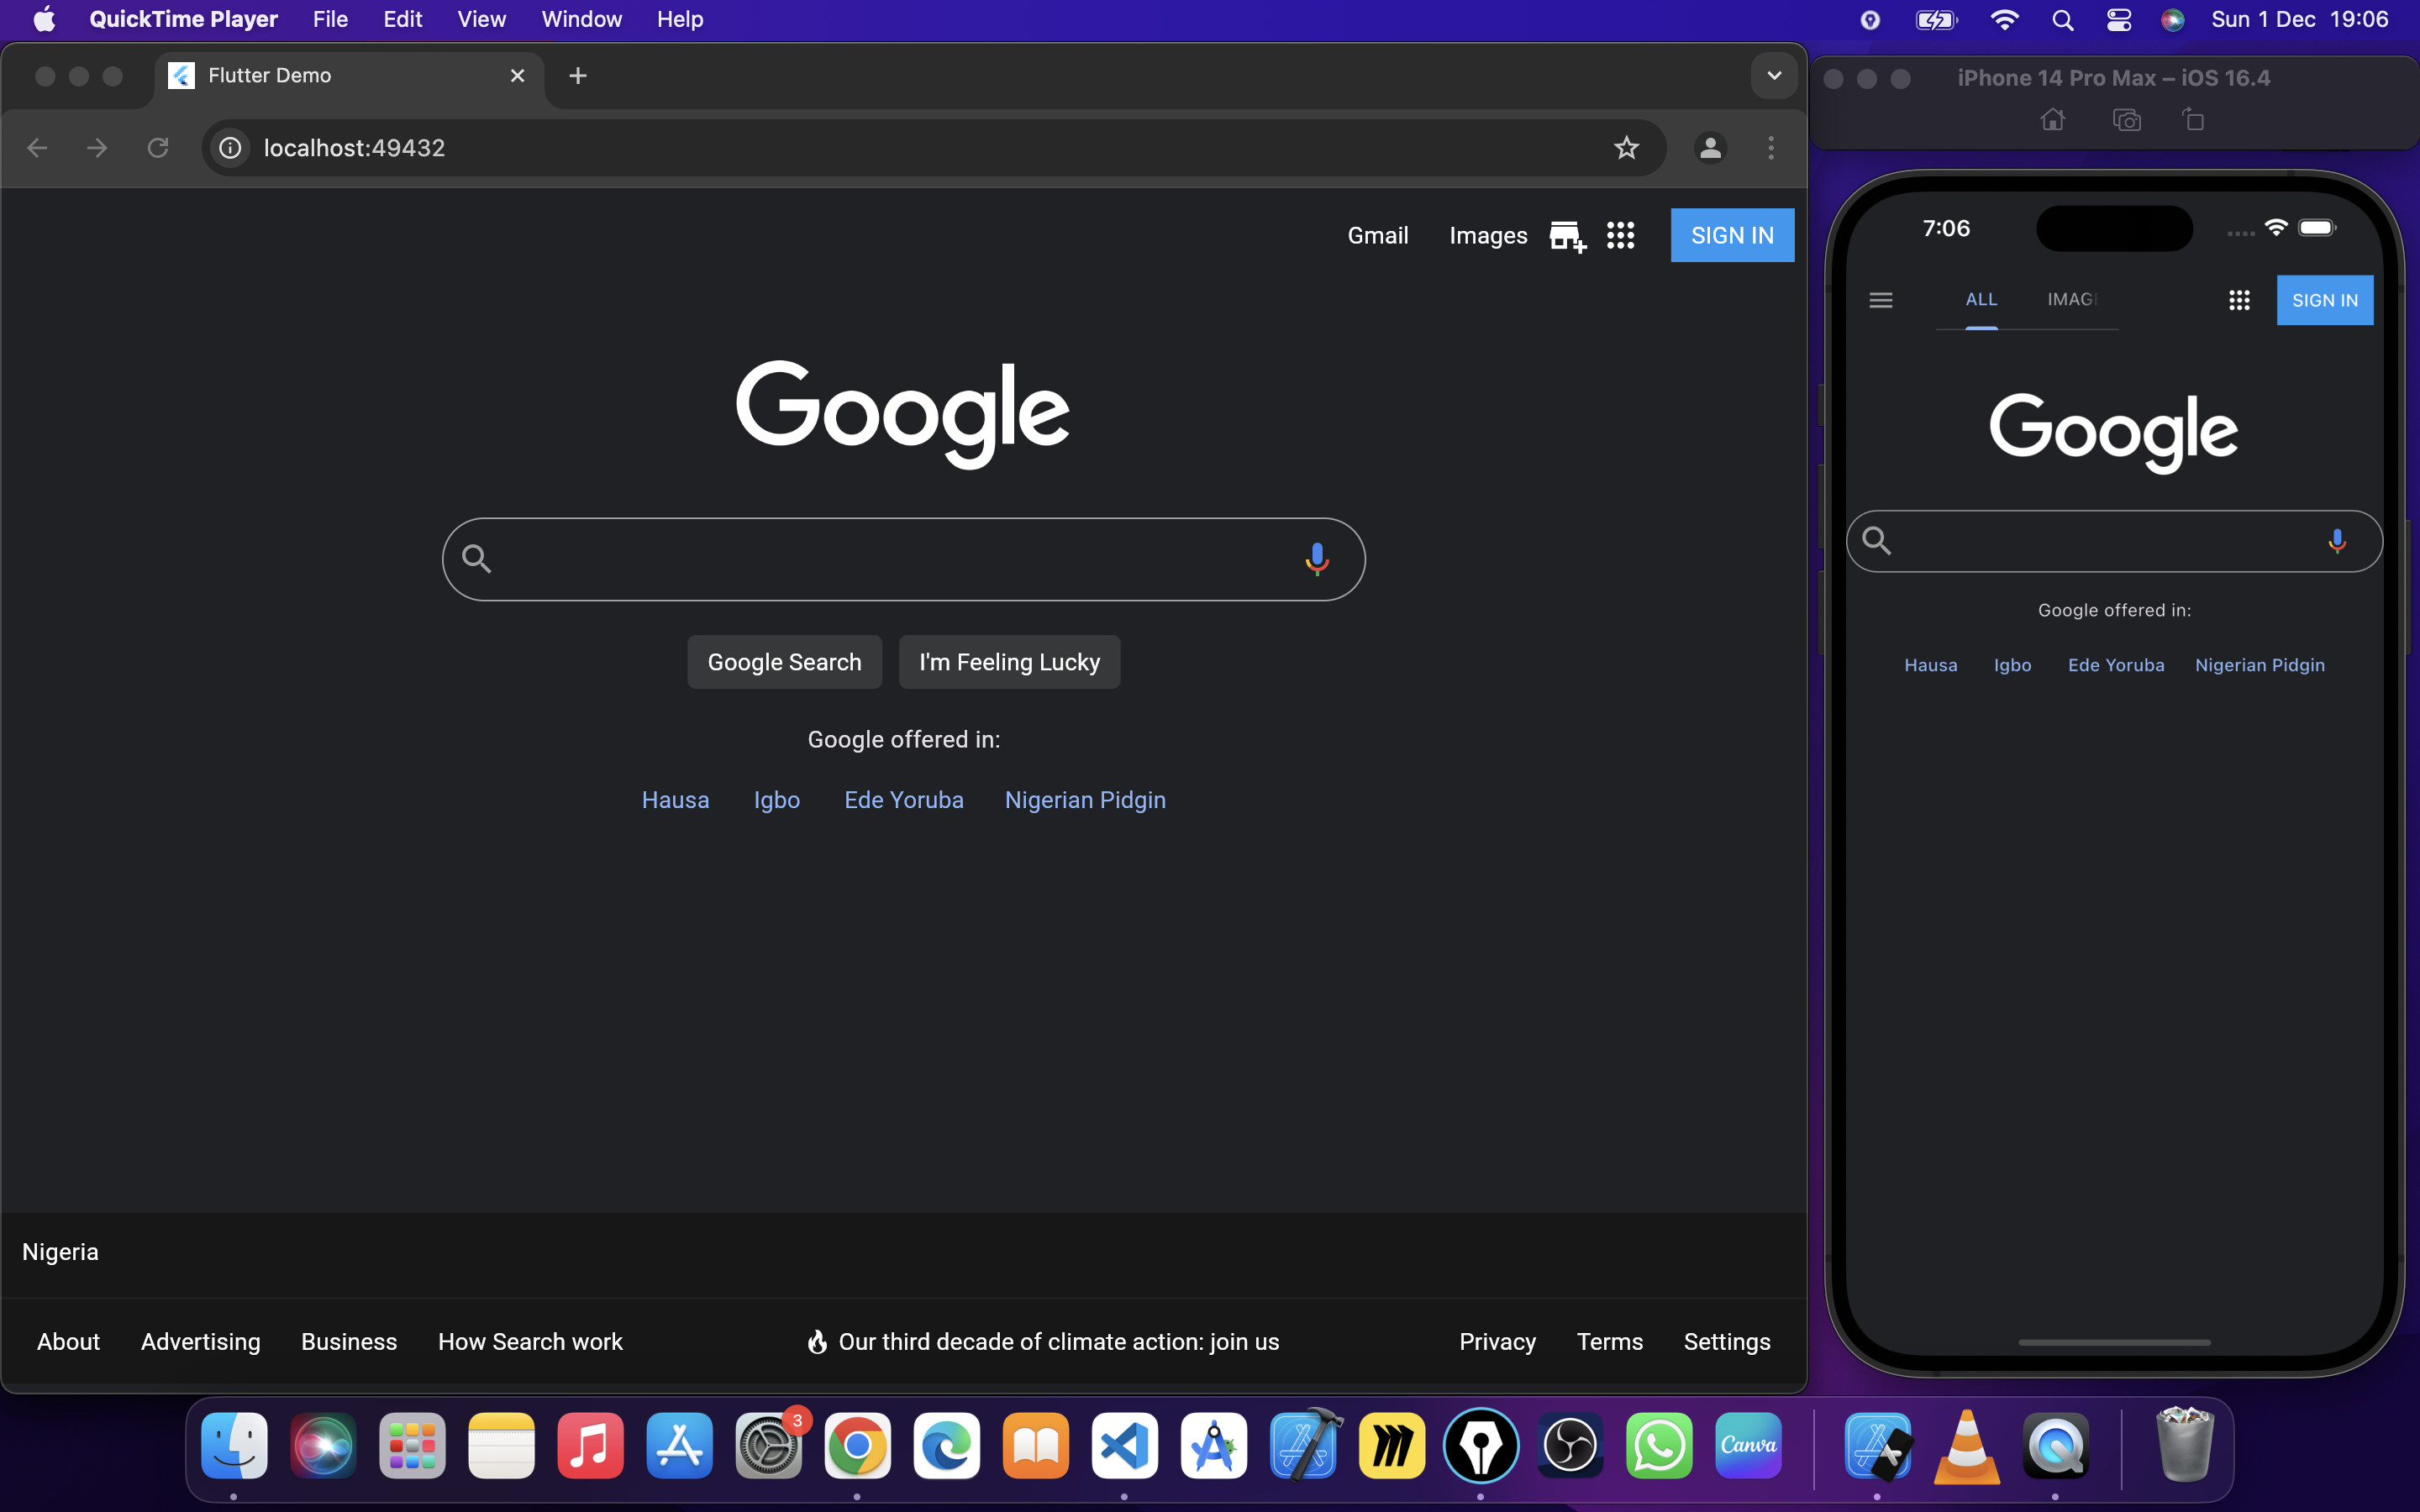 QuickTime Player File Edit View Window Help Sun 1 Dec 19:06
Flutter Demo
localhost:49432
Gmail Images SIGN IN
Google
Google Search I'm Feeling Lucky
Google offered in:
Hausa Igbo Ede Yoruba Nigerian Pidgin
Nigeria
About Advertising Business How Search work Our third decade of climate action: join us Privacy Terms Settings
iPhone 14 Pro Max – iOS 16.4
7:06
ALL IMAG SIGN IN
Google
Google offered in:
Hausa Igbo Ede Yoruba Nigerian Pidgin
3
Canva